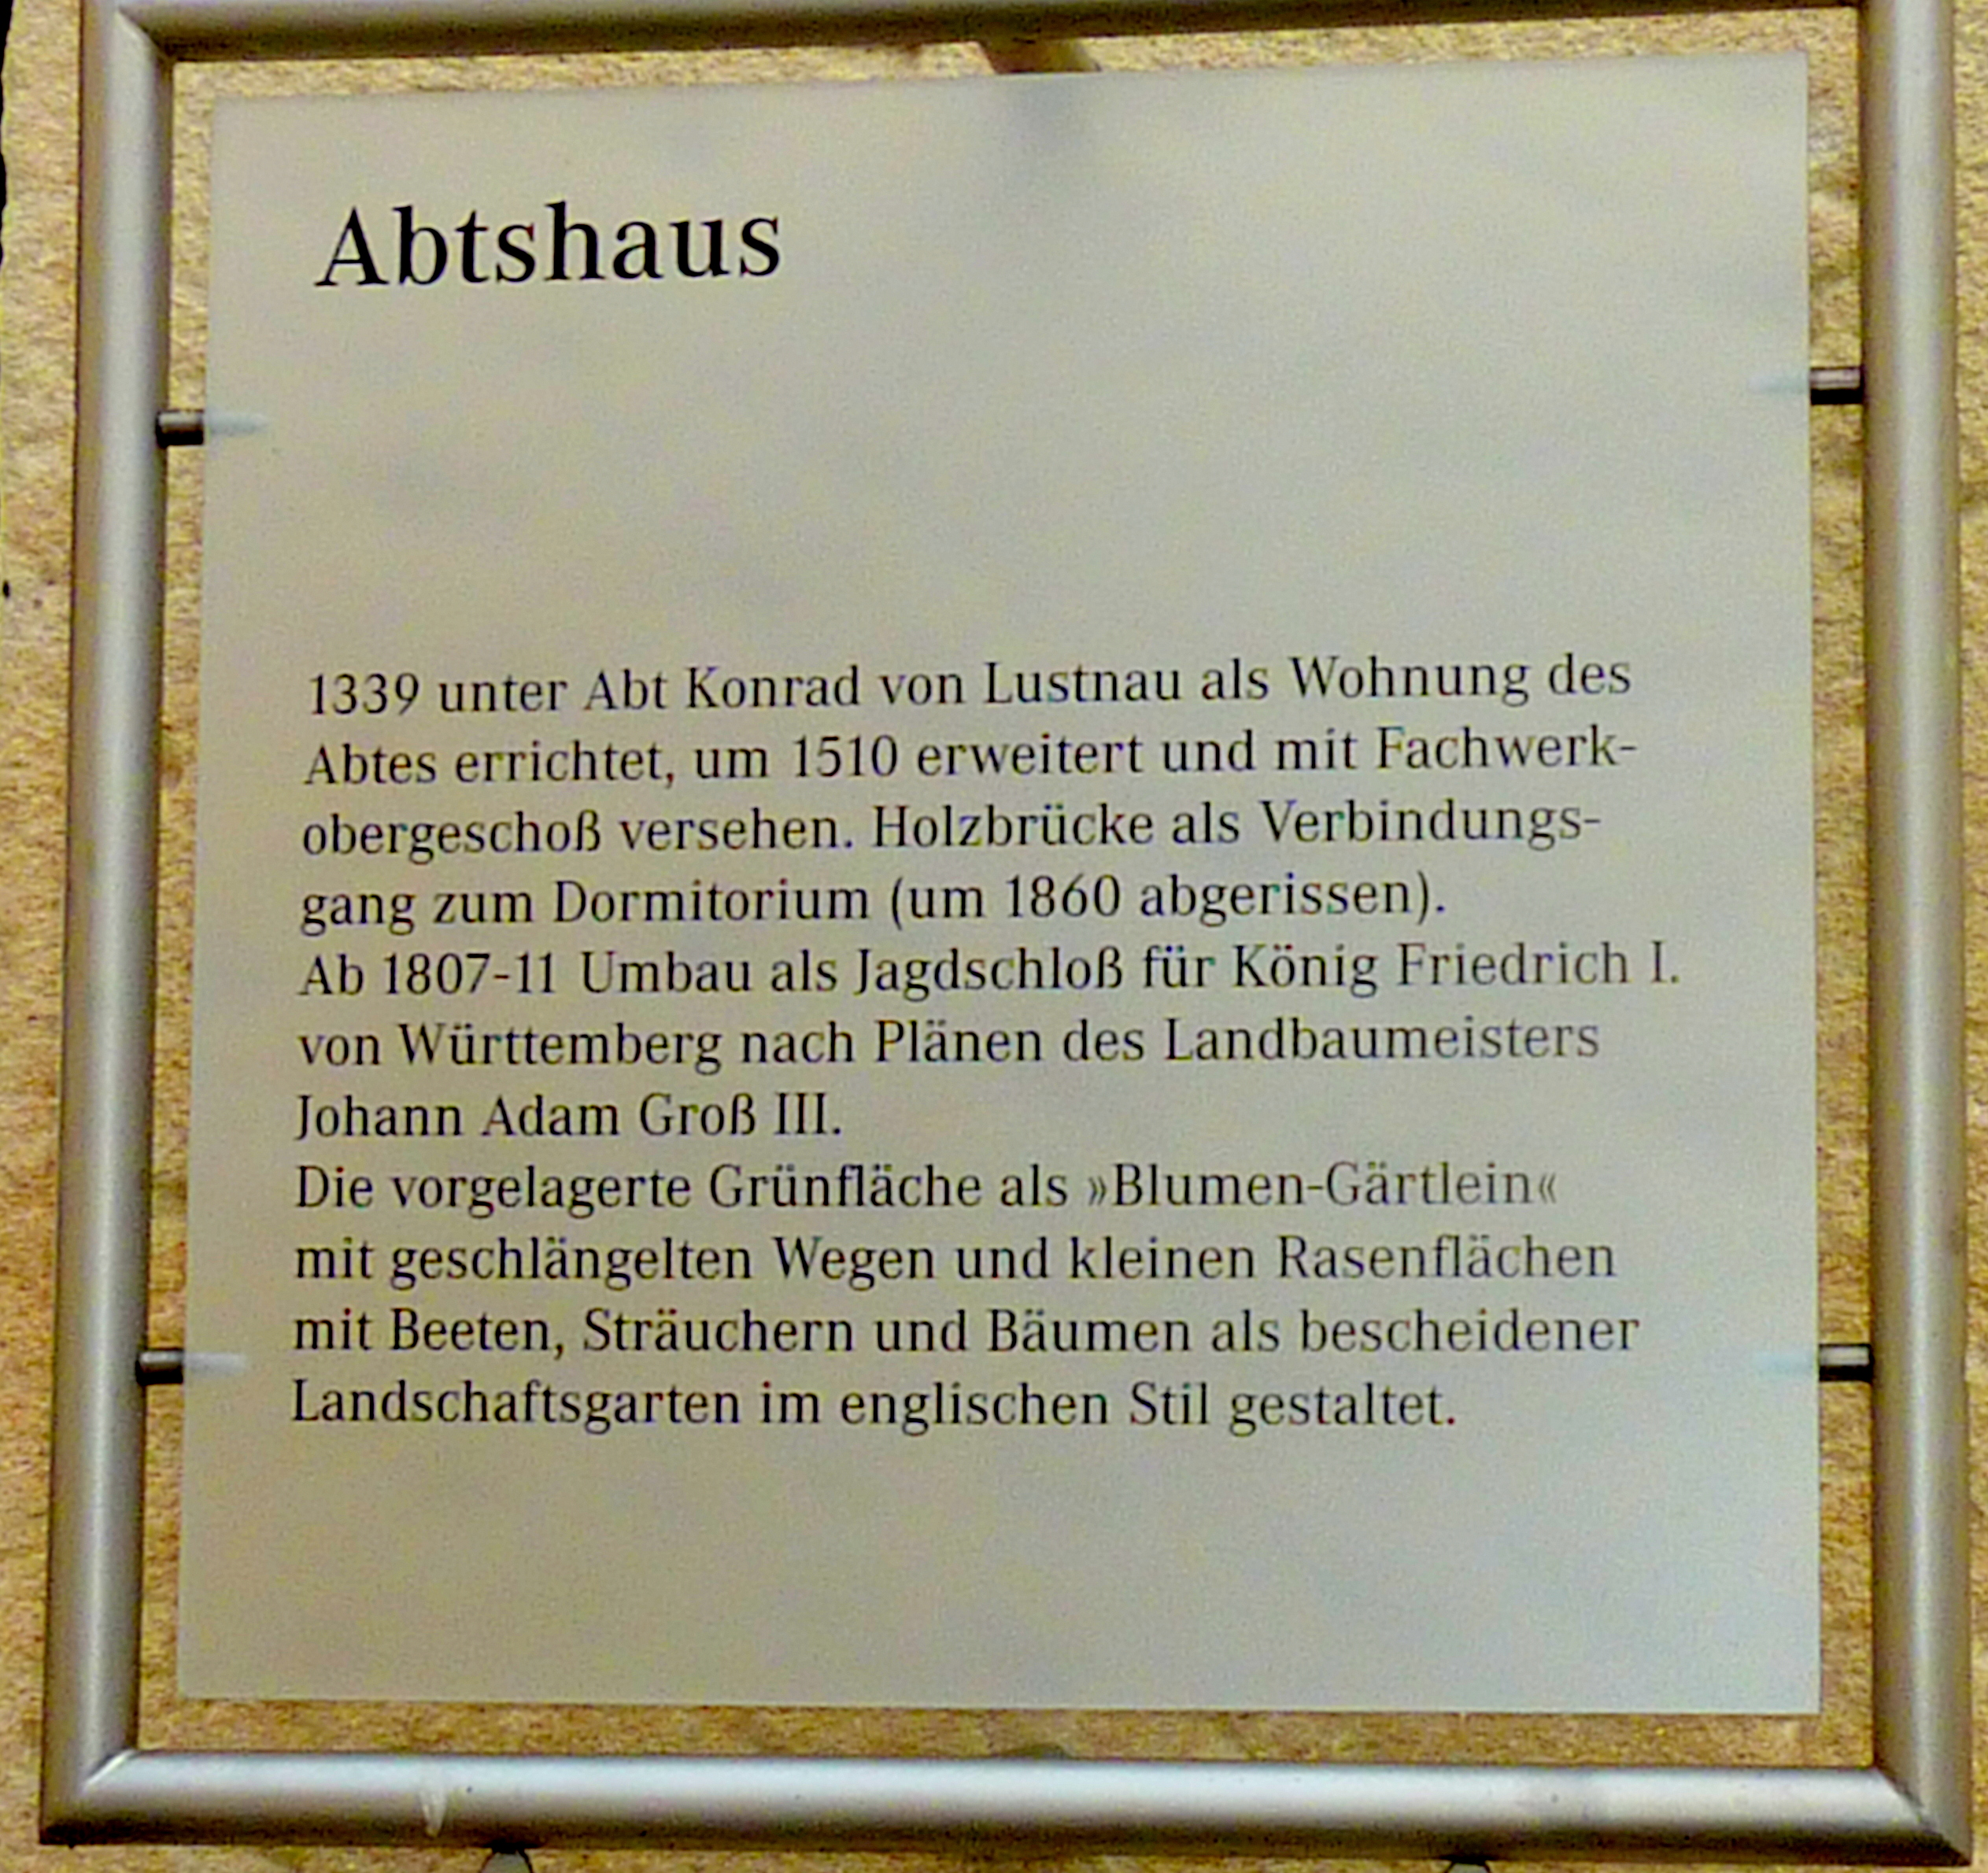 Abtshaus
1339 unter Abt Konrad von Lustnau als Wohnung des
Abtes errichtet, um 1510 erweitert und mit Fachwerk-
obergeschoß versehen. Holzbrücke als Verbindungs-
gang zum Dormitorium (um 1860 abgerissen).
Ab 1807-11 Umbau als Jagdschloß für König Friedrich I.
von Württemberg nach Plänen des Landbaumeisters
Johann Adam Groß III.
Die vorgelagerte Grünfläche als »Blumen-Gärtlein«
mit geschlängelten Wegen und kleinen Rasenflächen
mit Beeten, Sträuchern und Bäumen als bescheidener
Landschaftsgarten im englischen Stil gestaltet.